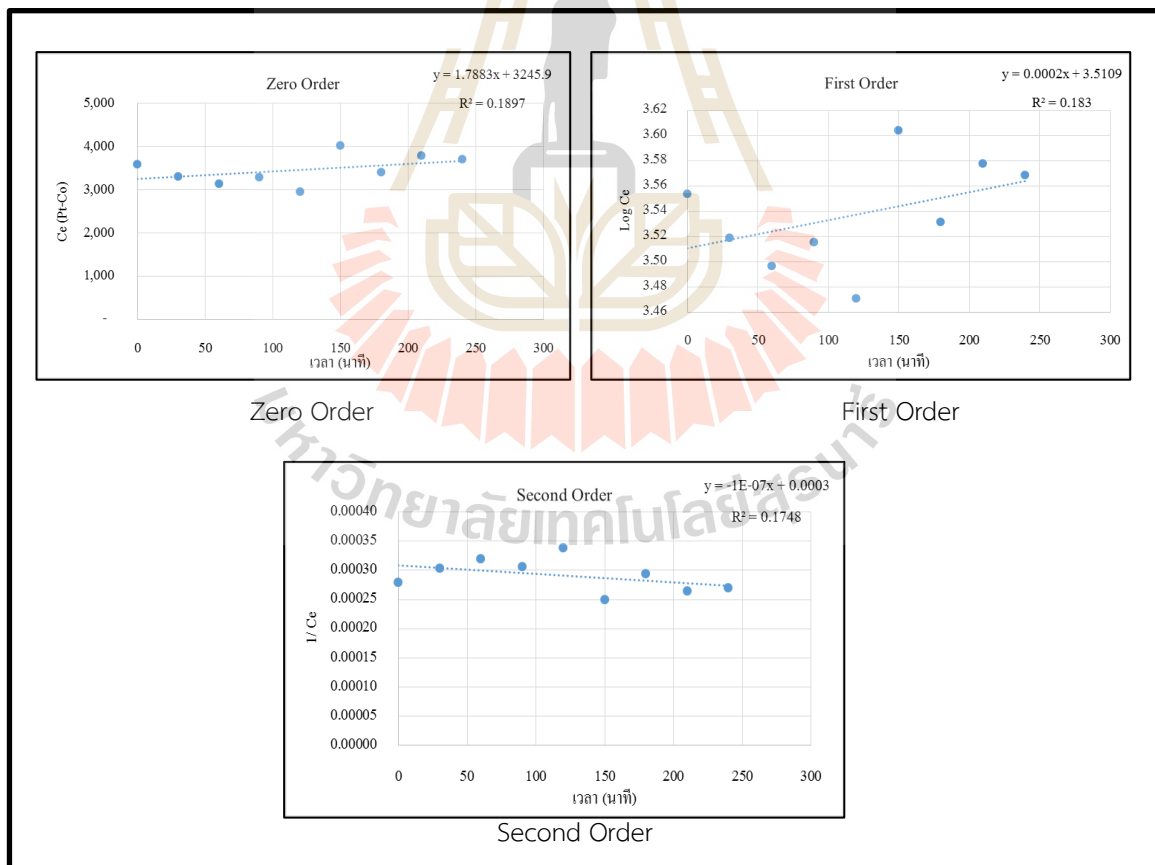 Zero Order
y = 1.7883x + 3245.9
R² = 0.1897
5,000
4,000
3,000
2,000
1,000
-
Ce (Pt-Co)
0 50 100 150 200 250 300
เวลา (นาที)
Zero Order
First Order
y = 0.0002x + 3.5109
R² = 0.183
3.62
3.60
3.58
3.56
3.54
3.52
3.50
3.48
3.46
Log Ce
0 50 100 150 200 250 300
เวลา (นาที)
First Order
มหาวิทยาลัยเทคโนโลยีสุรนารี
Second Order
y = -1E-07x + 0.0003
R² = 0.1748
0.00040
0.00035
0.00030
0.00025
0.00020
0.00015
0.00010
0.00005
0.00000
1/ Ce
0 50 100 150 200 250 300
เวลา (นาที)
Second Order